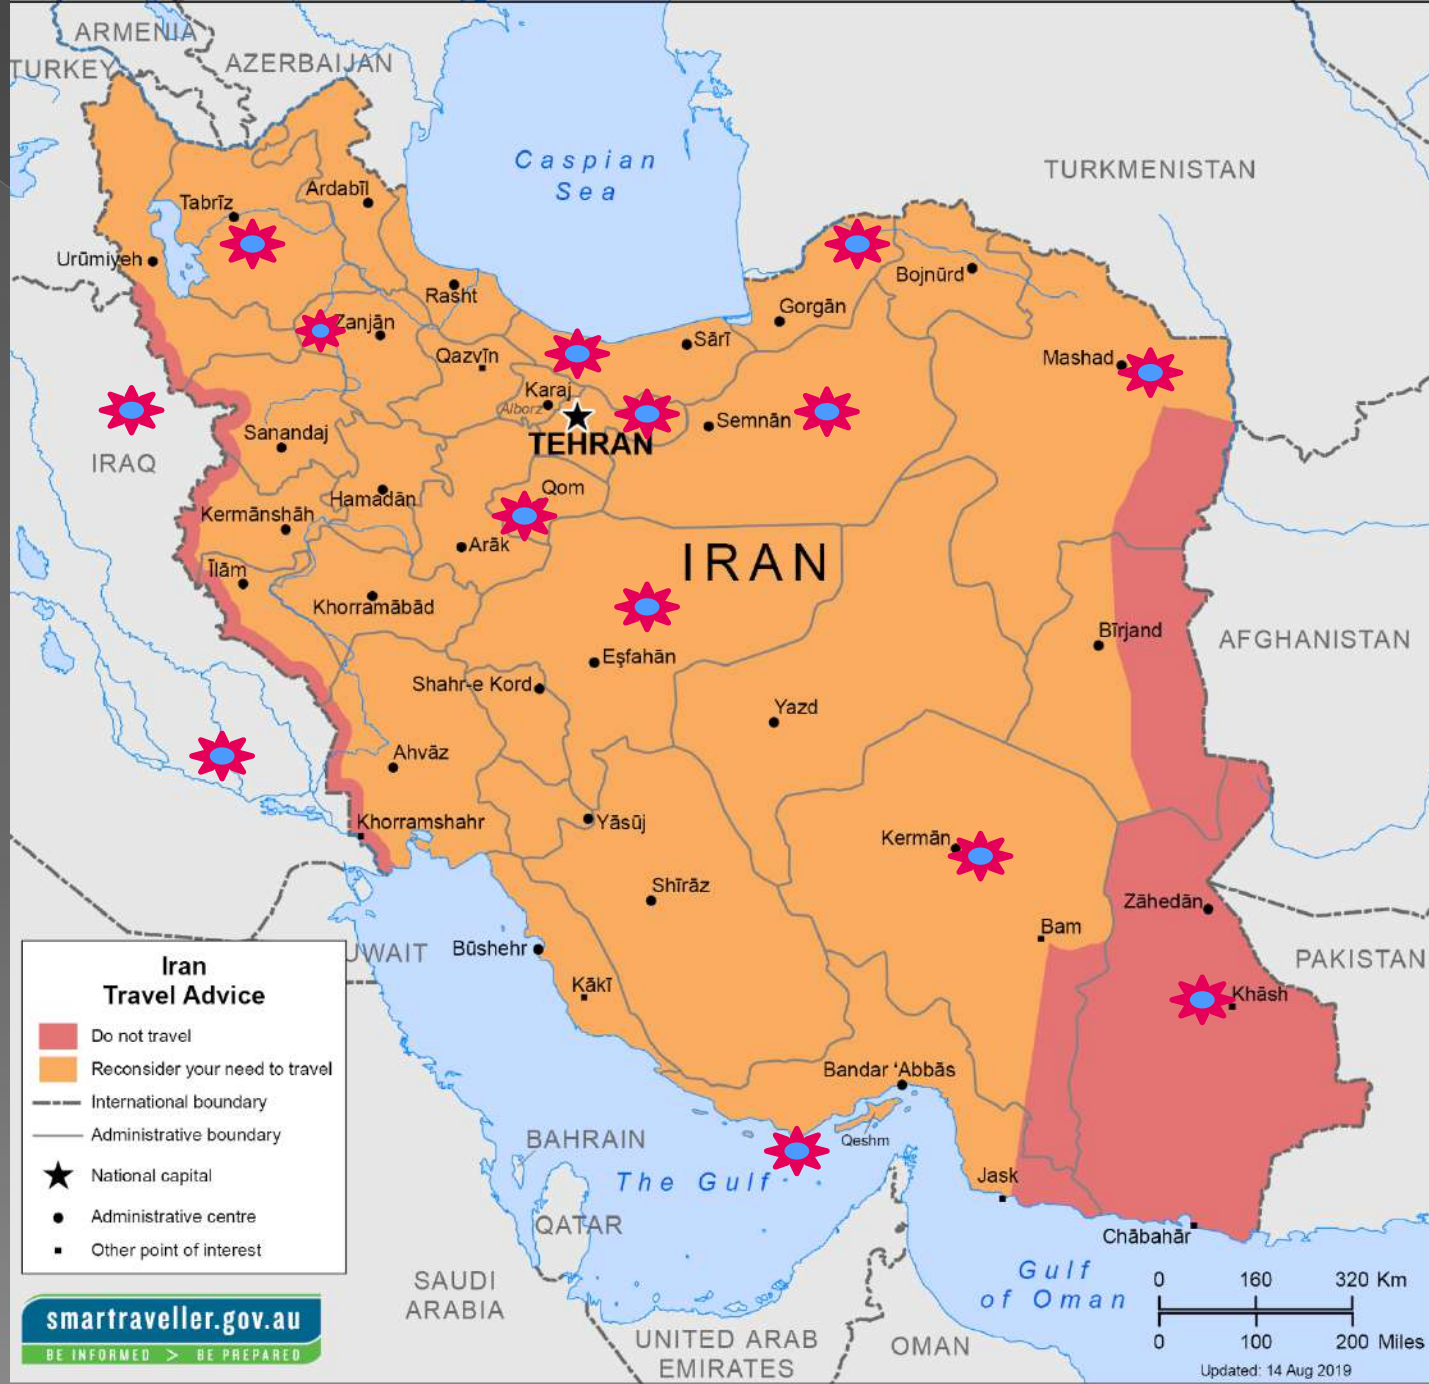 ARMENIA
TURKEY
AZERBAIJAN
Caspian
Sea
TURKMENISTAN
Tabrīz
Ardabīl
Urūmīyeh
Rasht
Zanjān
Qazvīn
Sārī
Gorgān
Bojnūrd
Mashad
Karaj
Alborz
TEHRAN
Semnān
IRAQ
Sanandaj
Hamadān
Qom
Kermānshāh
Arāk
IRAN
Īlām
Khorramābād
Bīrjand
AFGHANISTAN
Eşfahān
Shahr-e Kord
Yazd
Ahvāz
Khorramshahr
Yāsūj
Kermān
Shīrāz
Zāhedān
Bam
Būshehr
UWAIT
PAKISTAN
Kākī
Khāsh
Bandar ‘Abbās
Qeshm
BAHRAIN
The Gulf
Jask
QATAR
Chābahār
SAUDI
ARABIA
Gulf
of Oman
UNITED ARAB
EMIRATES
OMAN
Iran
Travel Advice
Do not travel
Reconsider your need to travel
International boundary
Administrative boundary
National capital
Administrative centre
Other point of interest
smartraveller.gov.au
BE INFORMED > BE PREPARED
0 160 320 Km
0 100 200 Miles
Updated: 14 Aug 2019